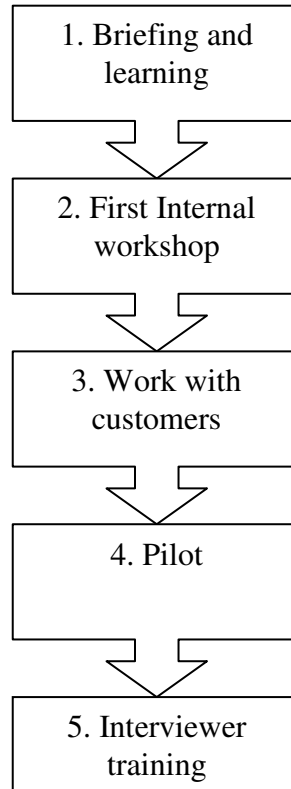 1. Briefing and
learning
2. First Internal
workshop
3. Work with
customers
4. Pilot
5. Interviewer
training